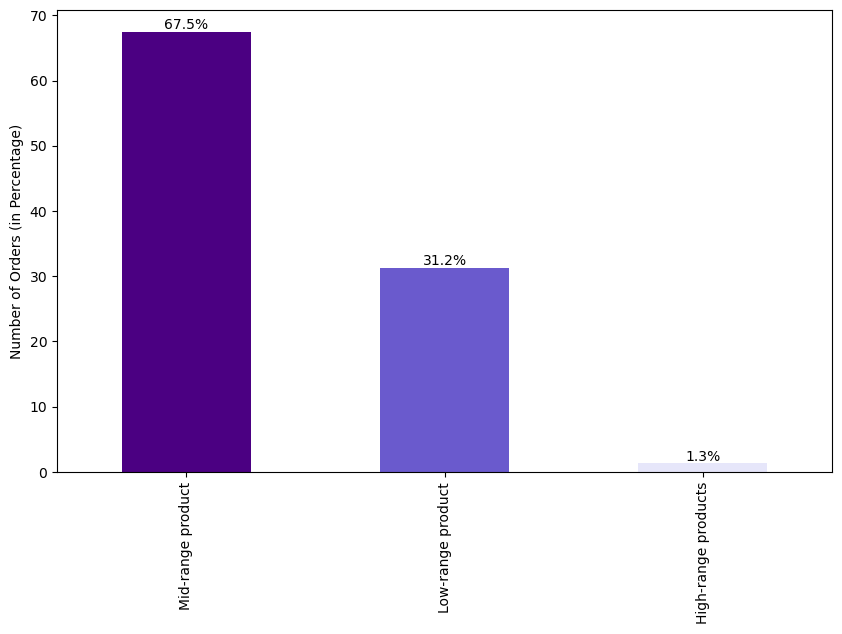 70
67.5%
60
50
40
31.2%
30
20
10
1.3%
0
Number of Orders (in Percentage)
Mid-range product
Low-range product
High-range products